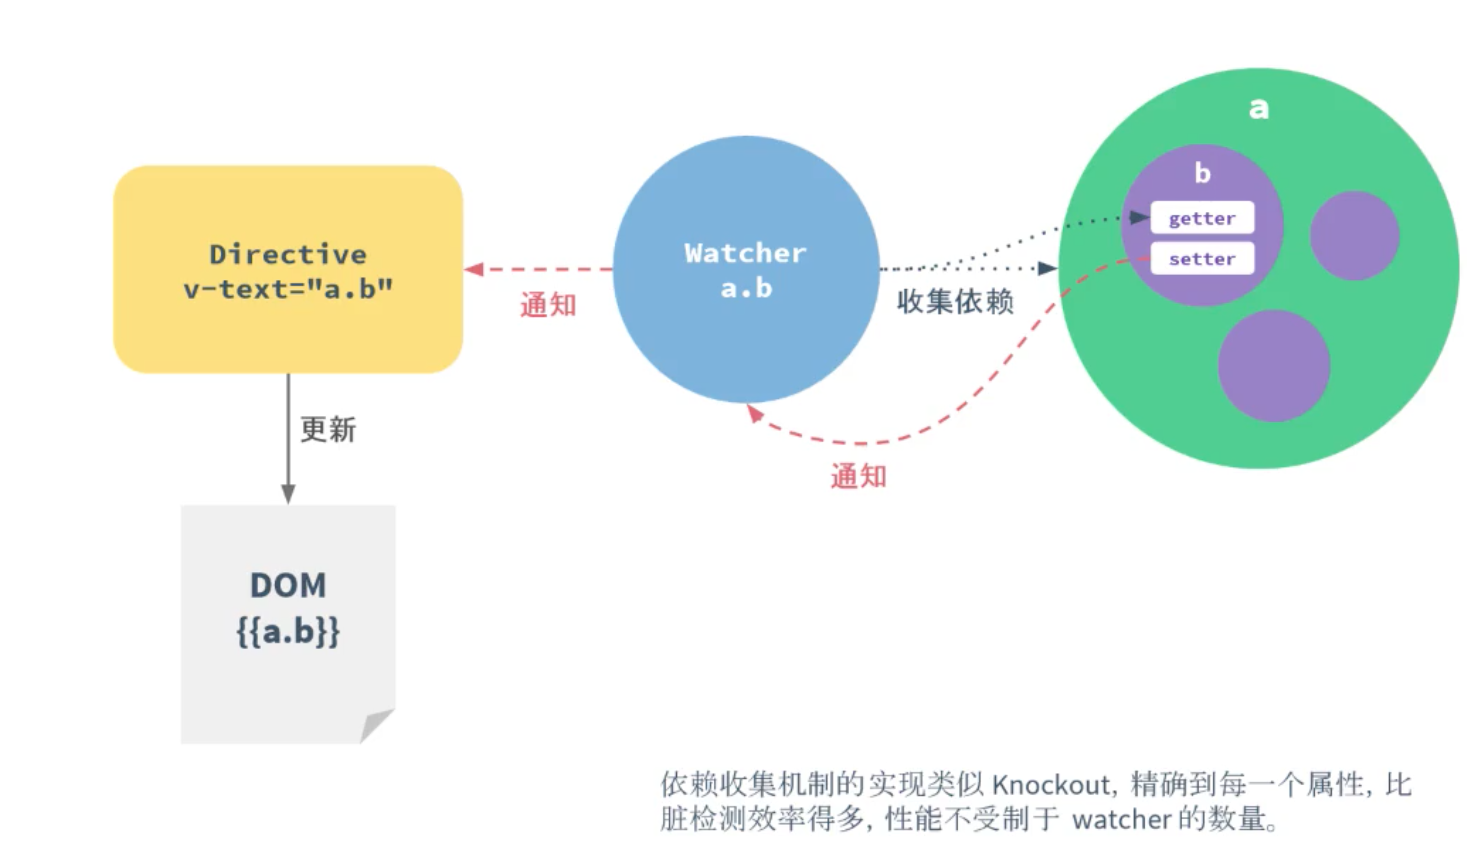 a
b
getter
setter
Directive
v-text="a.b"
Watcher
a.b
通知
收集依赖
通知
更新
DOM
{{a.b}}
依赖收集机制的实现类似 Knockout, 精确到每一个属性, 比
脏检测效率得多, 性能不受制于 watcher 的数量。